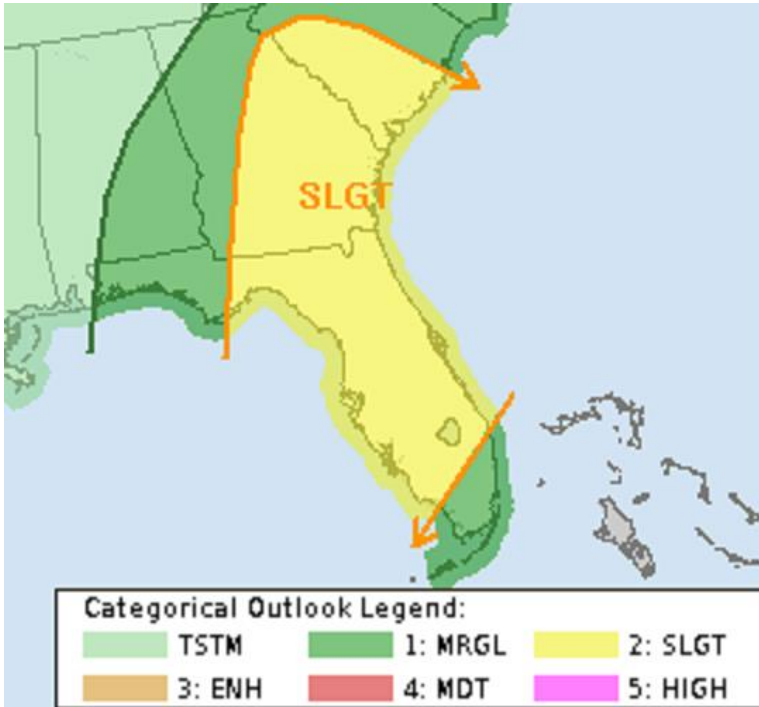 SLGT
Categorical Outlook Legend:
TSTM 1: MRGL 2: SLGT
3: ENH 4: MDT 5: HIGH